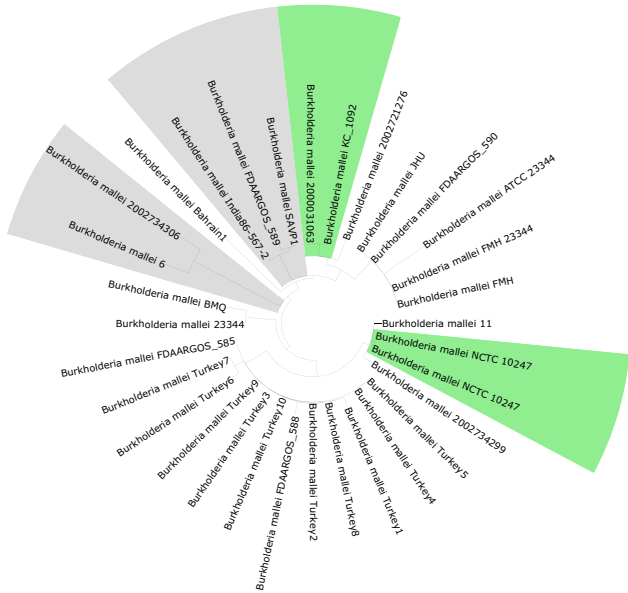 Burkholderia mallei 2000031063
Burkholderia mallei KC_1092
Burkholderia mallei 2002721276
Burkholderia mallei JHU
Burkholderia mallei FDAARGOS_590
Burkholderia mallei ATCC 23344
Burkholderia mallei FMH 23344
Burkholderia mallei FMH
Burkholderia mallei 11
Burkholderia mallei NCTC 10247
Burkholderia mallei NCTC 10247
Burkholderia mallei 2002734299
Burkholderia mallei Turkey5
Burkholderia mallei Turkey4
Burkholderia mallei Turkey1
Burkholderia mallei Turkey8
Burkholderia mallei Turkey2
Burkholderia mallei FDAARGOS_588
Burkholderia mallei Turkey10
Burkholderia mallei Turkey3
Burkholderia mallei Turkey9
Burkholderia mallei Turkey6
Burkholderia mallei Turkey7
Burkholderia mallei FDAARGOS_585
Burkholderia mallei 23344
Burkholderia mallei BMQ
Burkholderia mallei 6
Burkholderia mallei 2002734306
Burkholderia mallei Bahrain1
Burkholderia mallei India86-567-2
Burkholderia mallei FDAARGOS_589
Burkholderia mallei SAVP1